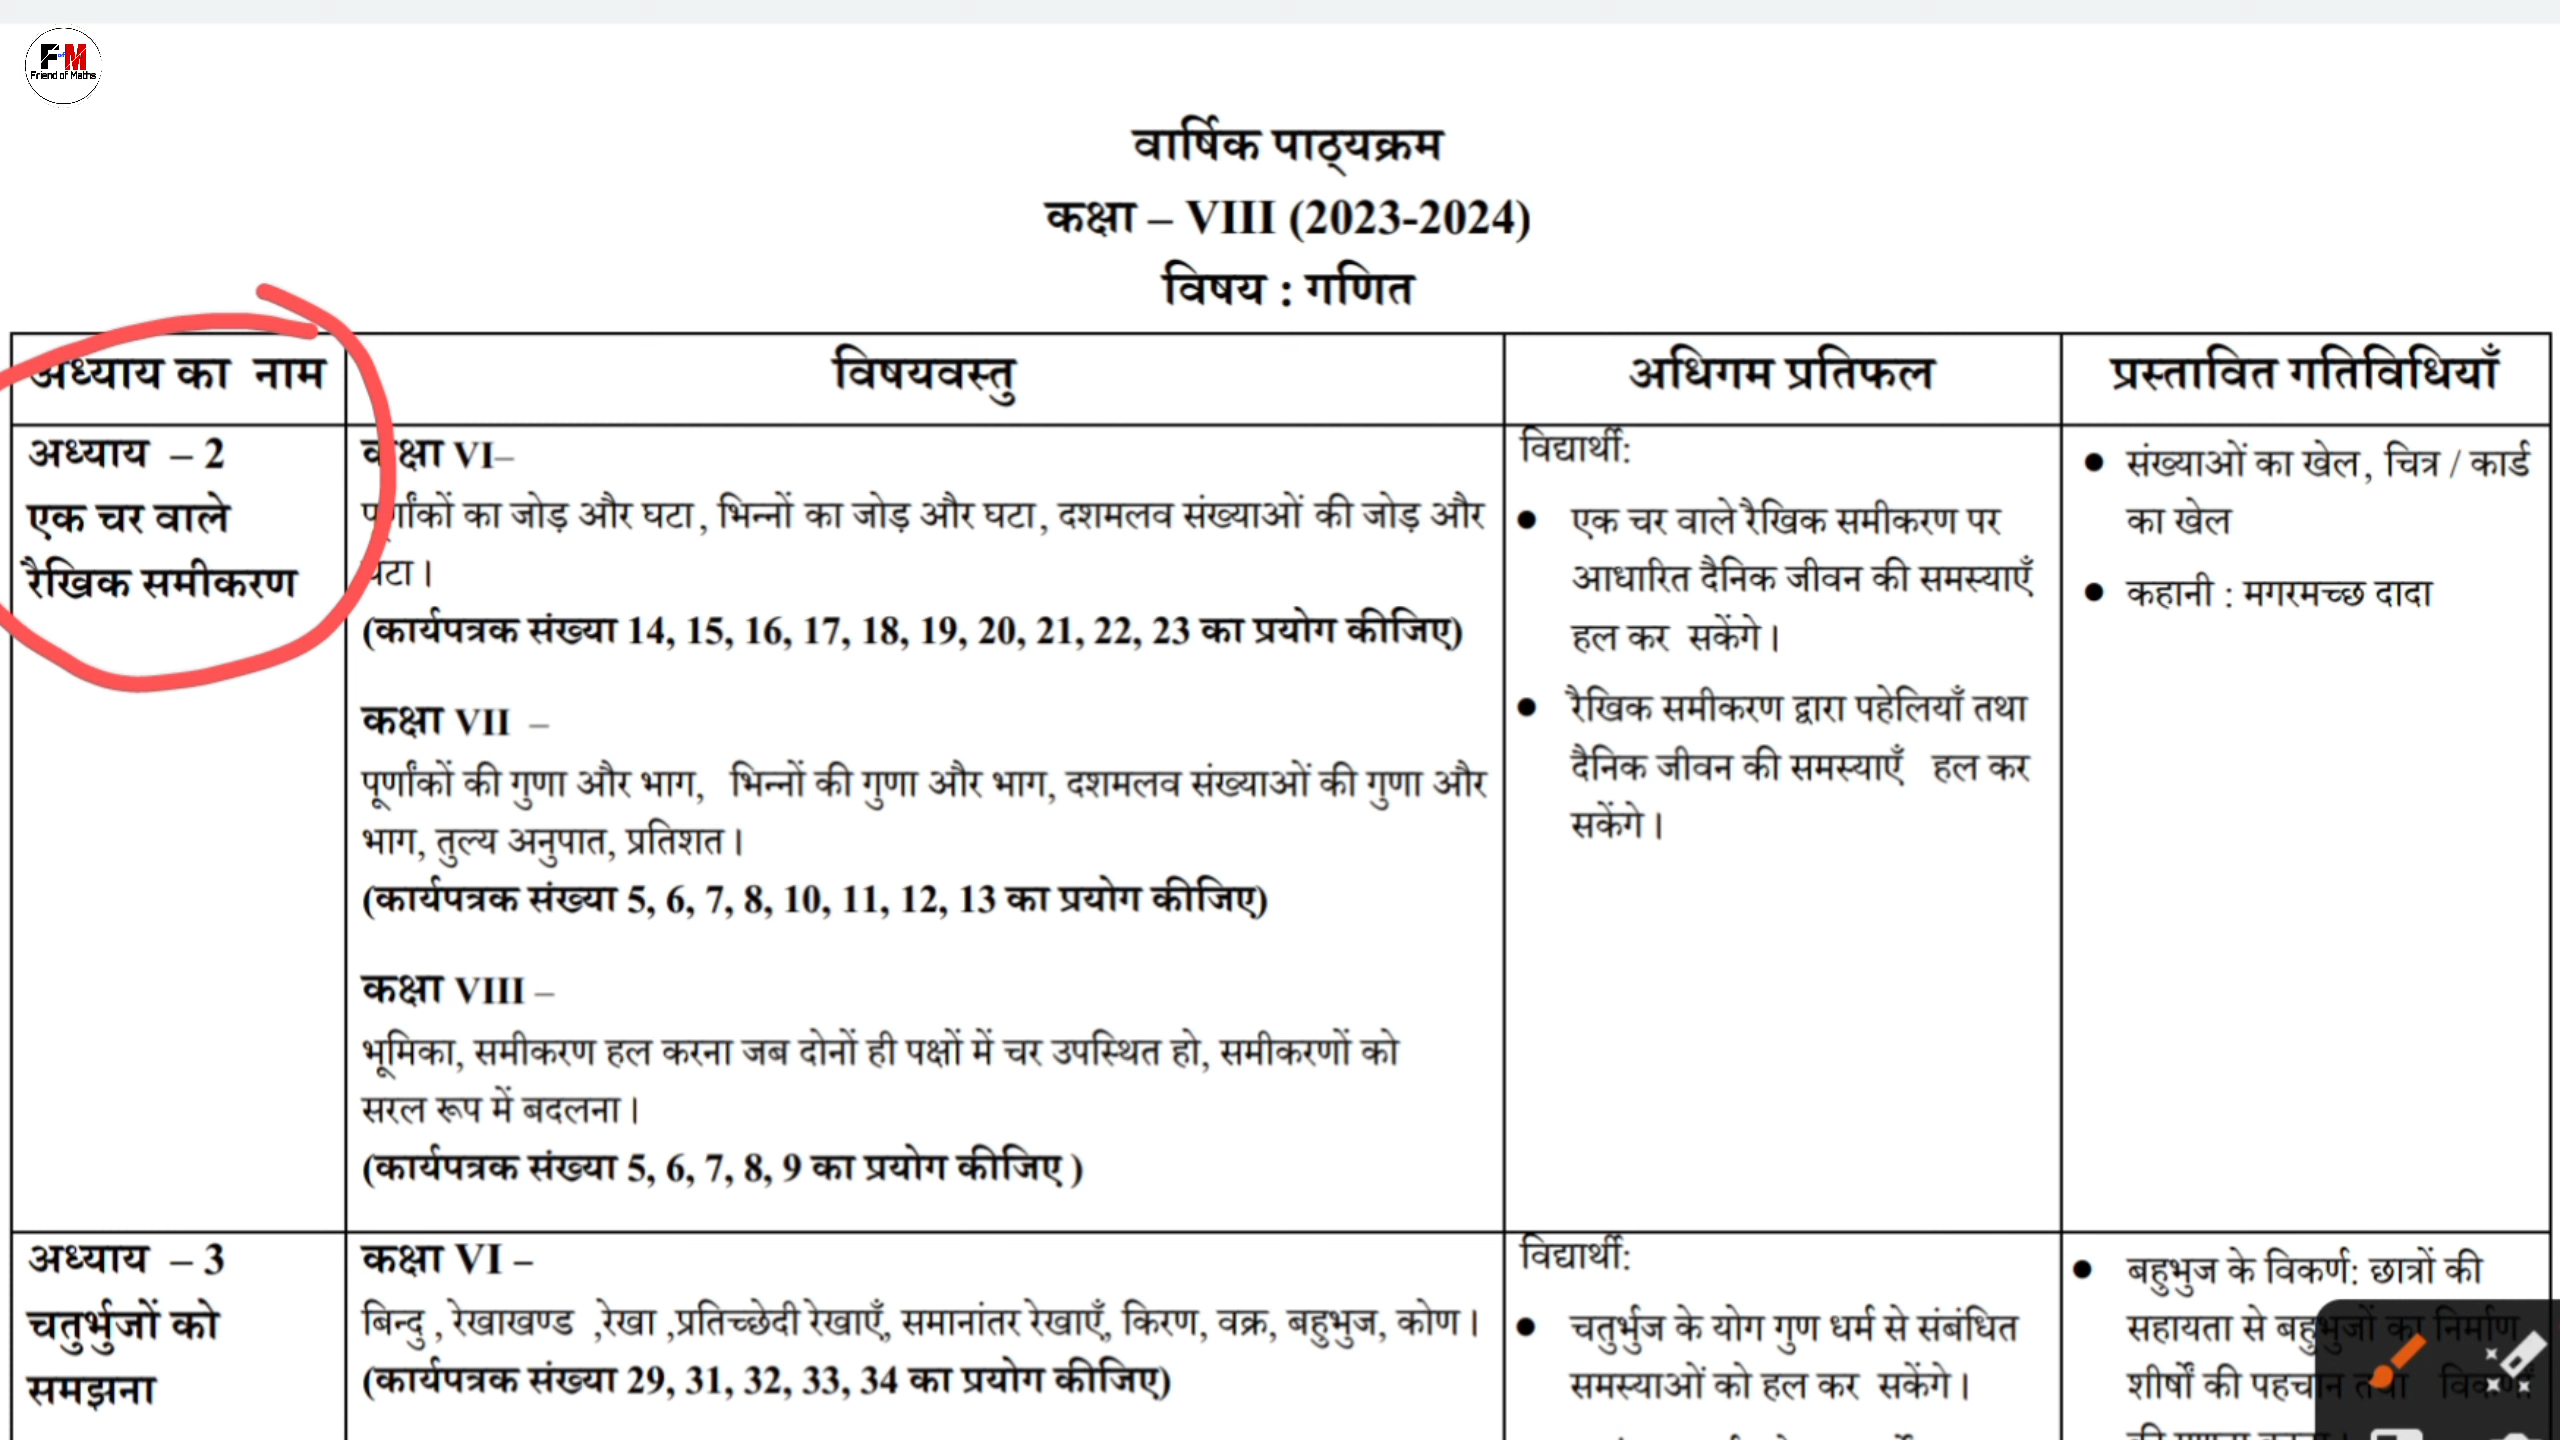 FM
Friend of Maths
वार्षिक पाठ्यक्रम
कक्षा – VIII (2023-2024)
विषय : गणित
अध्याय का नाम
विषयवस्तु
अधिगम प्रतिफल
प्रस्तावित गतिविधियाँ
अध्याय – 2
एक चर वाले
रैखिक समीकरण
कक्षा VI–
पूर्णांकों का जोड़ और घटा, भिन्नों का जोड़ और घटा, दशमलव संख्याओं की जोड़ और
घटा।
(कार्यपत्रक संख्या 14, 15, 16, 17, 18, 19, 20, 21, 22, 23 का प्रयोग कीजिए)
कक्षा VII –
पूर्णांकों की गुणा और भाग, भिन्नों की गुणा और भाग, दशमलव संख्याओं की गुणा और
भाग, तुल्य अनुपात, प्रतिशत।
(कार्यपत्रक संख्या 5, 6, 7, 8, 10, 11, 12, 13 का प्रयोग कीजिए)
कक्षा VIII –
भूमिका, समीकरण हल करना जब दोनों ही पक्षों में चर उपस्थित हो, समीकरणों को
सरल रूप में बदलना।
(कार्यपत्रक संख्या 5, 6, 7, 8, 9 का प्रयोग कीजिए )
विद्यार्थी:
● एक चर वाले रैखिक समीकरण पर
आधारित दैनिक जीवन की समस्याएँ
हल कर सकेंगे।
● रैखिक समीकरण द्वारा पहेलियाँ तथा
दैनिक जीवन की समस्याएँ हल कर
सकेंगे।
● संख्याओं का खेल, चित्र / कार्ड
का खेल
● कहानी : मगरमच्छ दादा
अध्याय – 3
चतुर्भुजों को
समझना
कक्षा VI –
बिन्दु , रेखाखण्ड ,रेखा ,प्रतिच्छेदी रेखाएँ, समानांतर रेखाएँ, किरण, वक्र, बहुभुज, कोण।
(कार्यपत्रक संख्या 29, 31, 32, 33, 34 का प्रयोग कीजिए)
विद्यार्थी:
● चतुर्भुज के योग गुण धर्म से संबंधित
समस्याओं को हल कर सकेंगे।
● बहुभुज के विकर्ण: छात्रों की
सहायता से बहुभुजों का निर्माण
शीर्षों की पहचान तथा